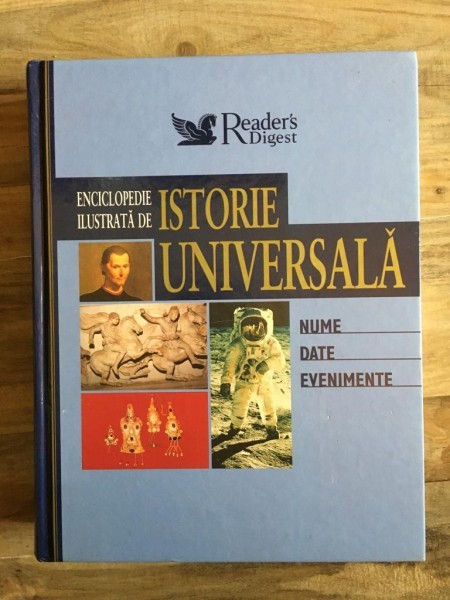 Reader's
Digest
ENCICLOPEDIE
ILUSTRATĂ DE
ISTORIE
UNIVERSALĂ
NUME
DATE
EVENIMENTE